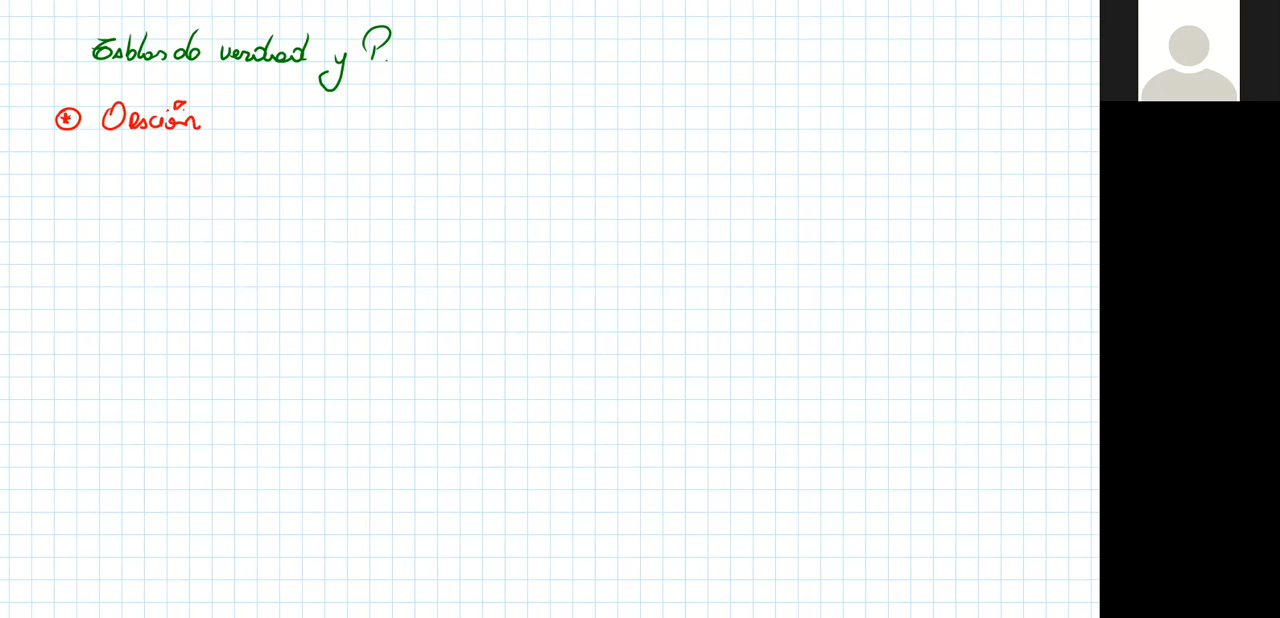 Tablas de verdad y P.
* Oración